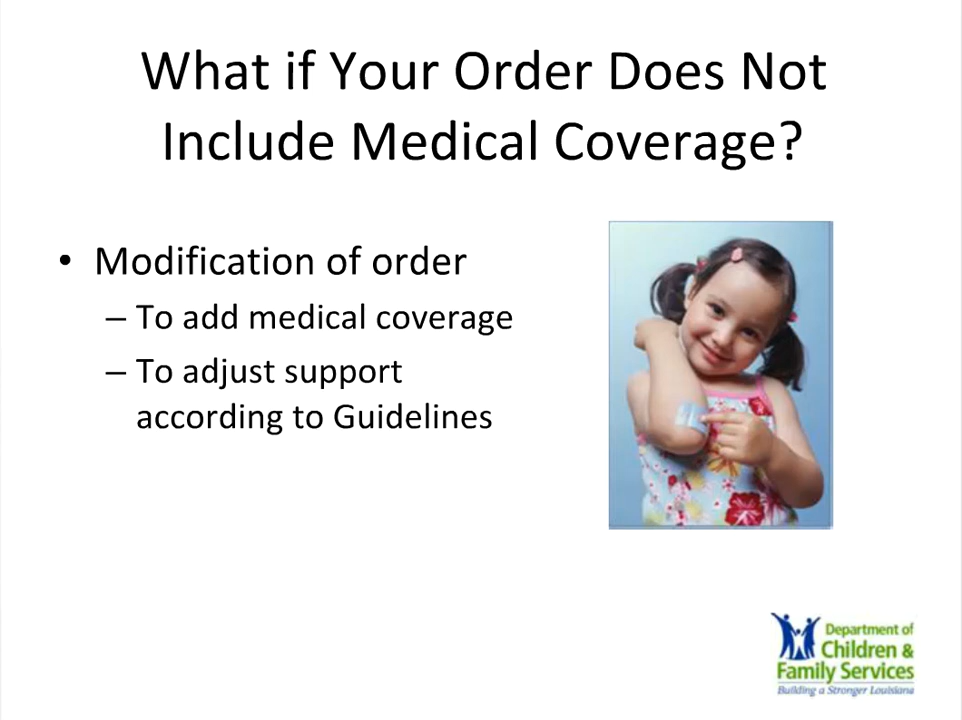 What if Your Order Does Not
Include Medical Coverage?
• Modification of order
– To add medical coverage
– To adjust support
according to Guidelines
Department of
Children &
Family Services
Building a Stronger Louisiana